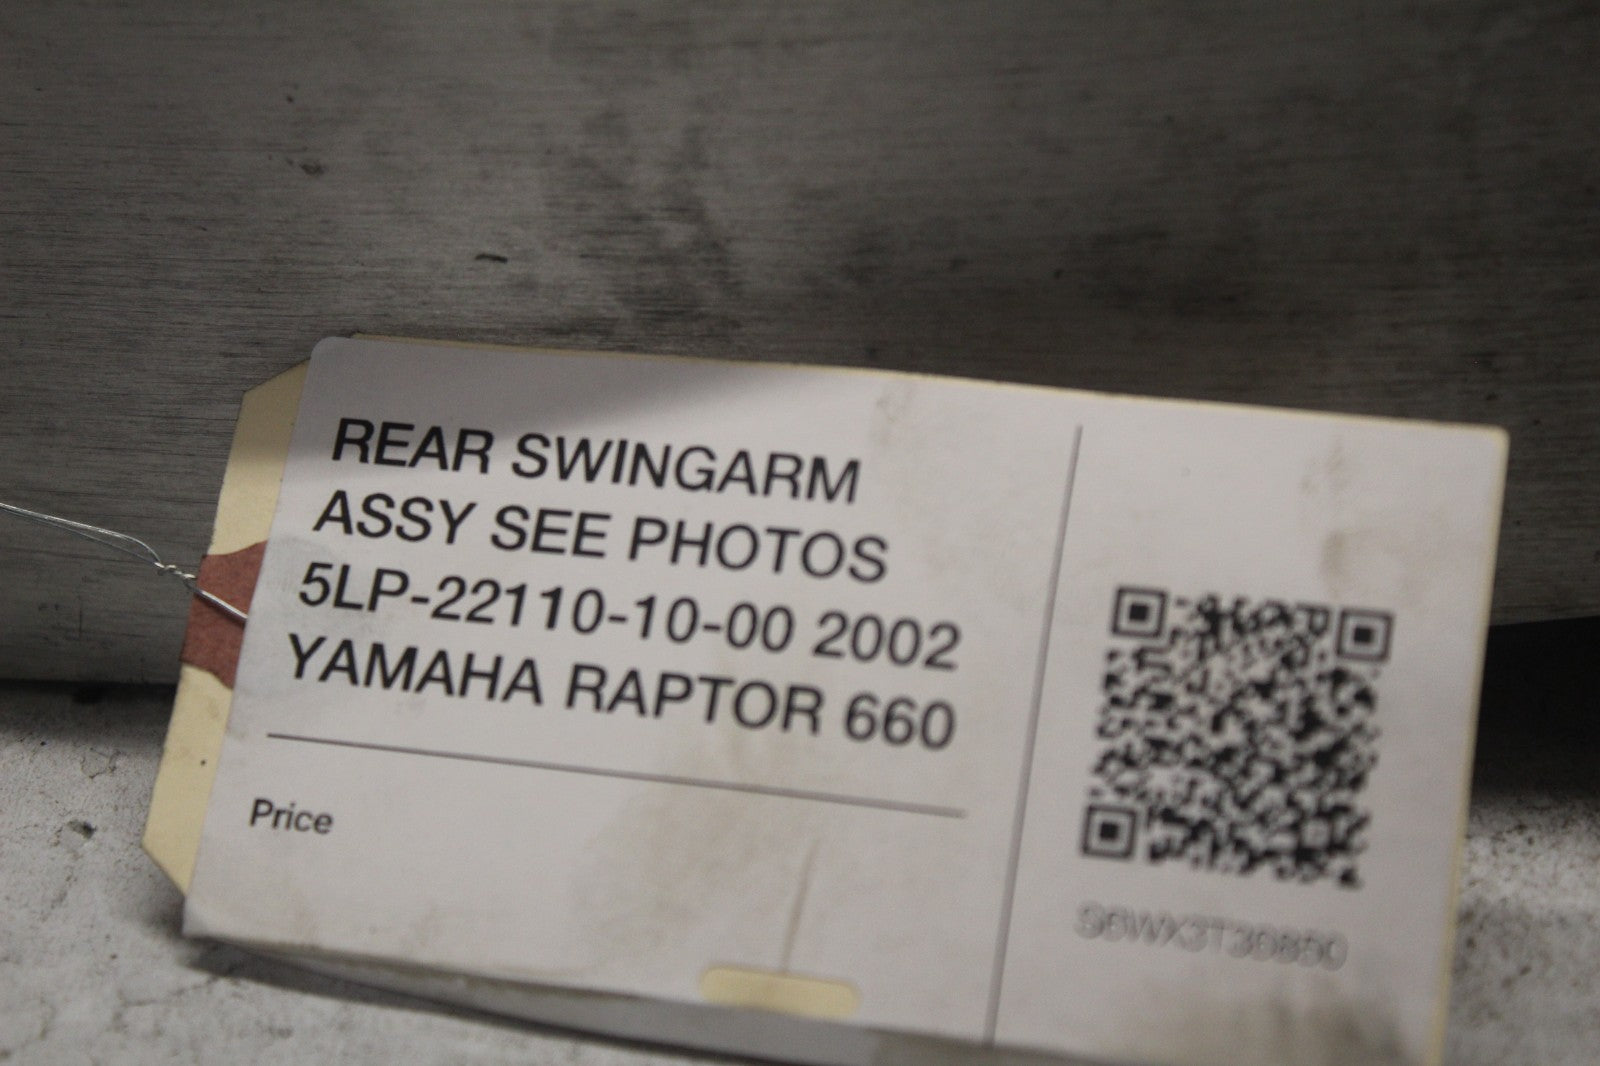 REAR SWINGARM
ASSY SEE PHOTOS
5LP-22110-10-00 2002
YAMAHA RAPTOR 660
Price